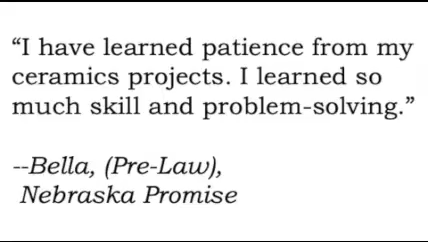 “I have learned patience from my
ceramics projects. I learned so
much skill and problem-solving.”
--Bella, (Pre-Law),
Nebraska Promise